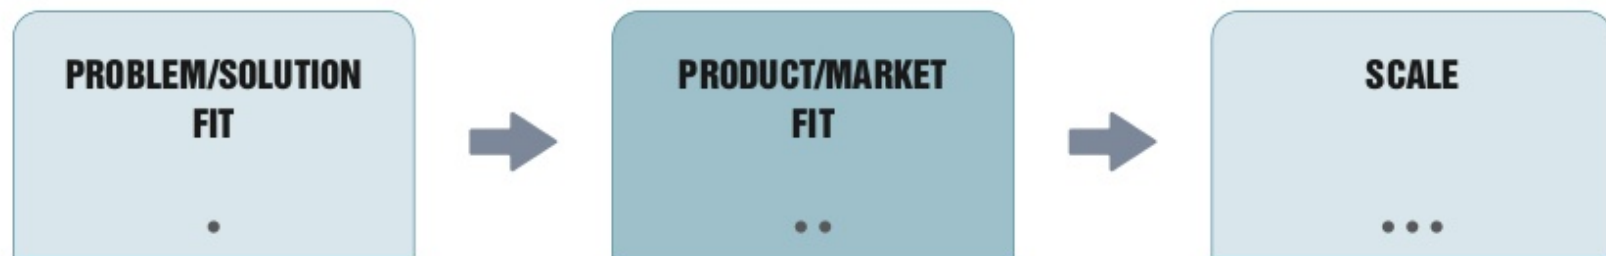 PROBLEM/SOLUTION
FIT
PRODUCT/MARKET
FIT
SCALE